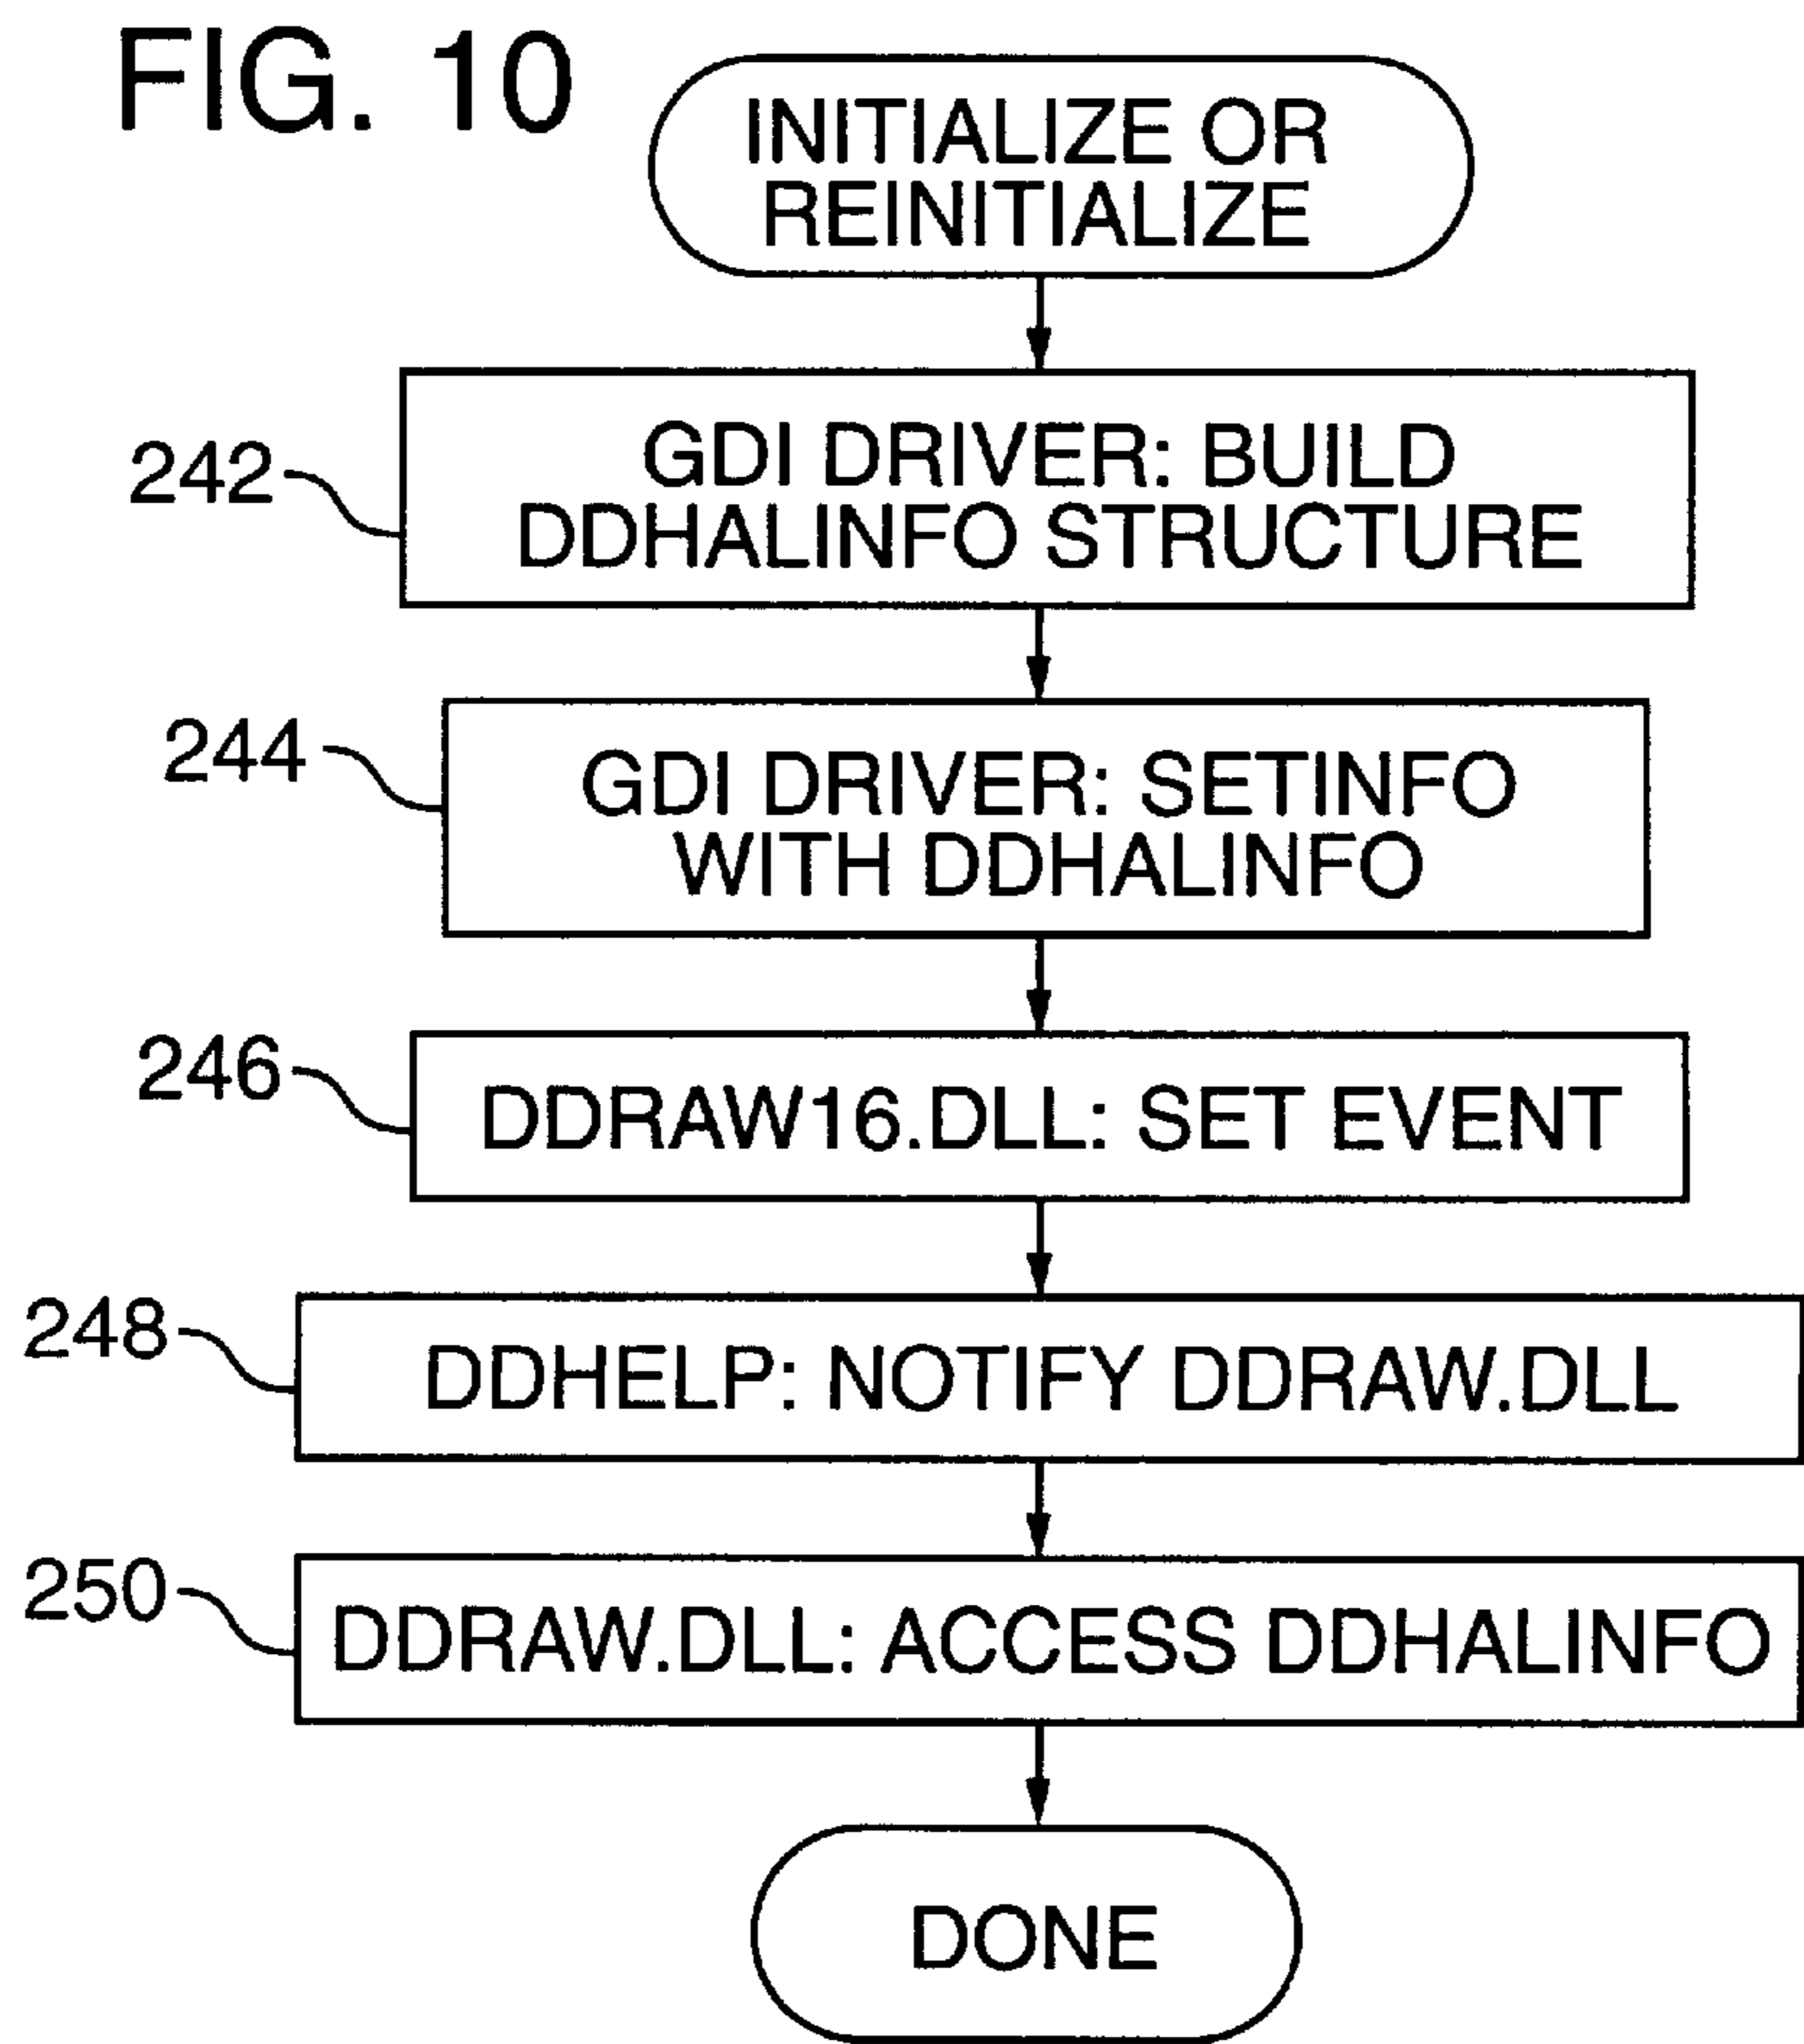 FIG. 10
INITIALIZE OR
REINITIALIZE
242
GDI DRIVER: BUILD
DDHALINFO STRUCTURE
244
GDI DRIVER: SETINFO
WITH DDHALINFO
246
DDRAW16.DLL: SET EVENT
248
DDHELP: NOTIFY DDRAW.DLL
250
DDRAW.DLL: ACCESS DDHALINFO
DONE